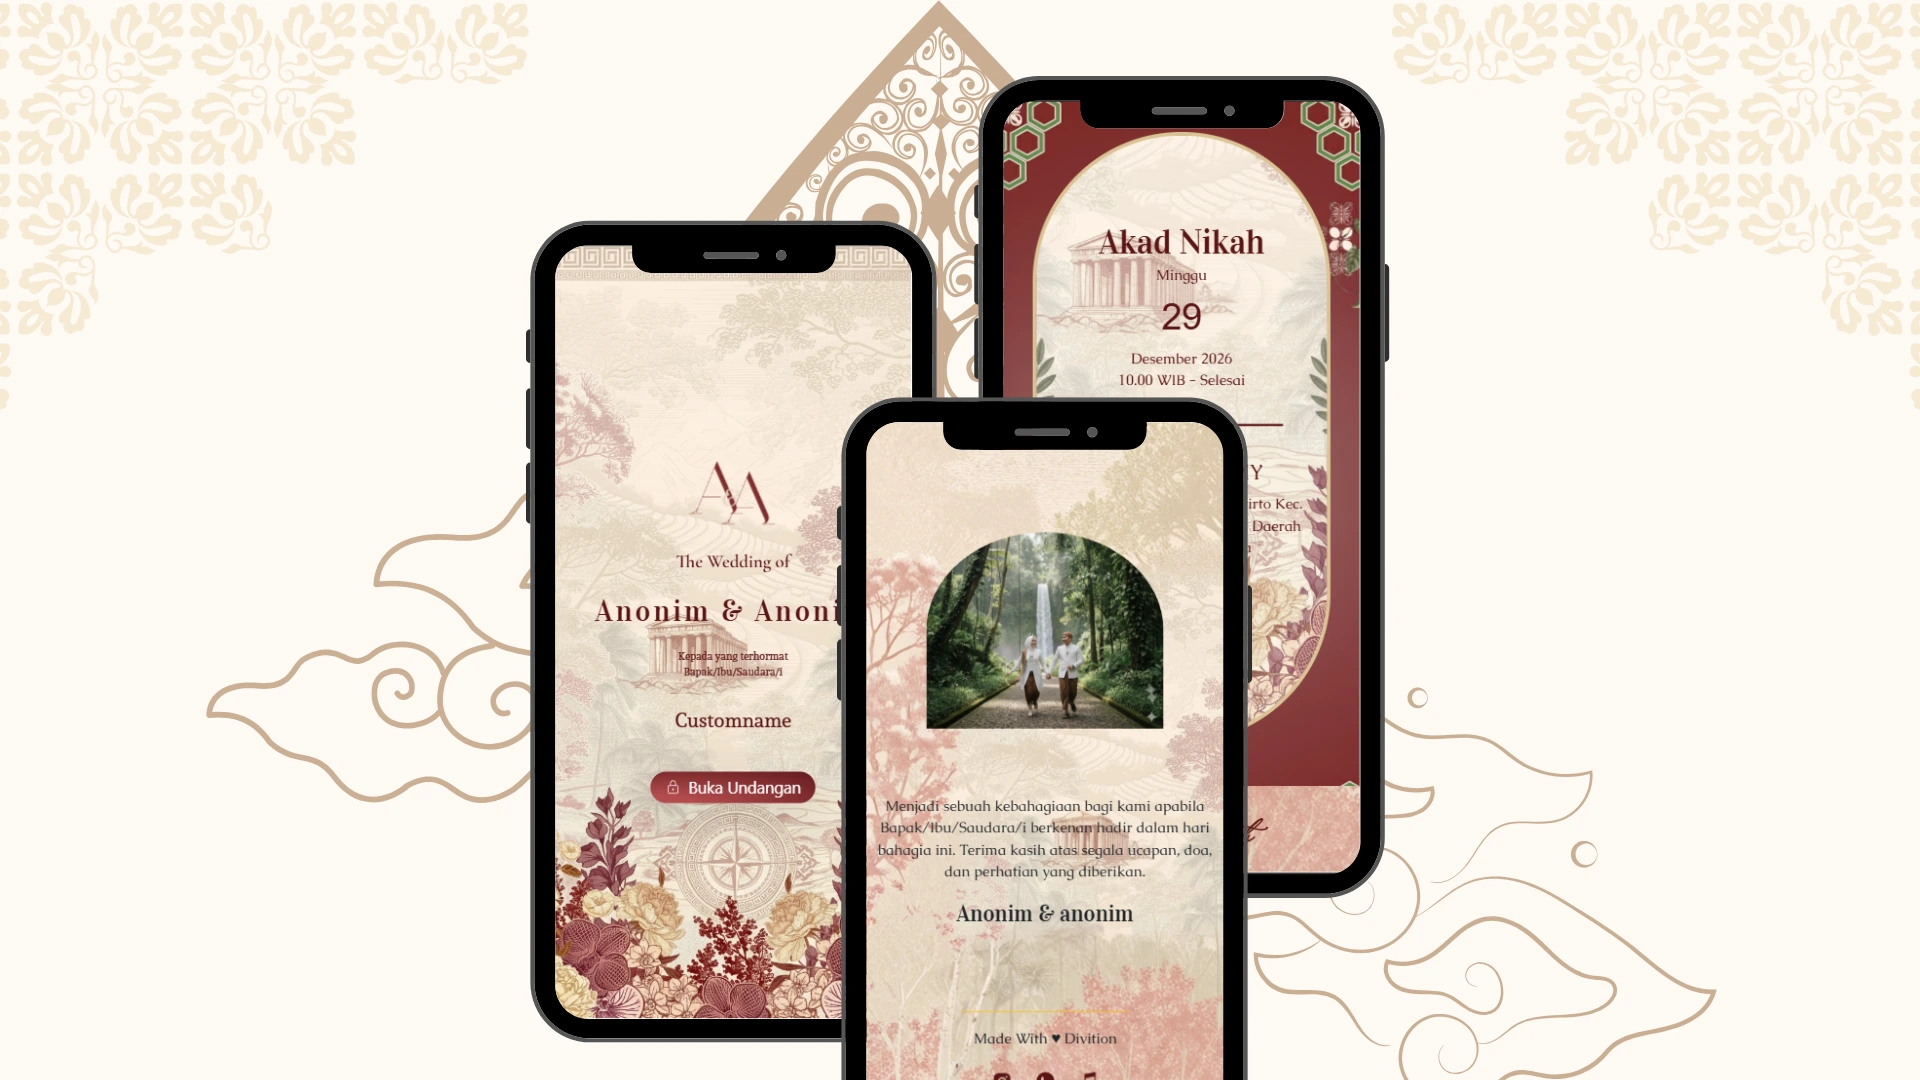 A&A
The Wedding of
Anonim & Anoni
Kepada yang terhormat
Bapak/Ibu/Saudara/i
Customname
Buka Undangan
Akad Nikah
Minggu
29
Desember 2026
10.00 WIB - Selesai
Y
irto Kec.
Daerah
Menjadi sebuah kebahagiaan bagi kami apabila
Bapak/Ibu/Saudara/i berkenan hadir dalam hari
bahagia ini. Terima kasih atas segala ucapan, doa,
dan perhatian yang diberikan.
Anonim & anonim
Made With ♥ Divition